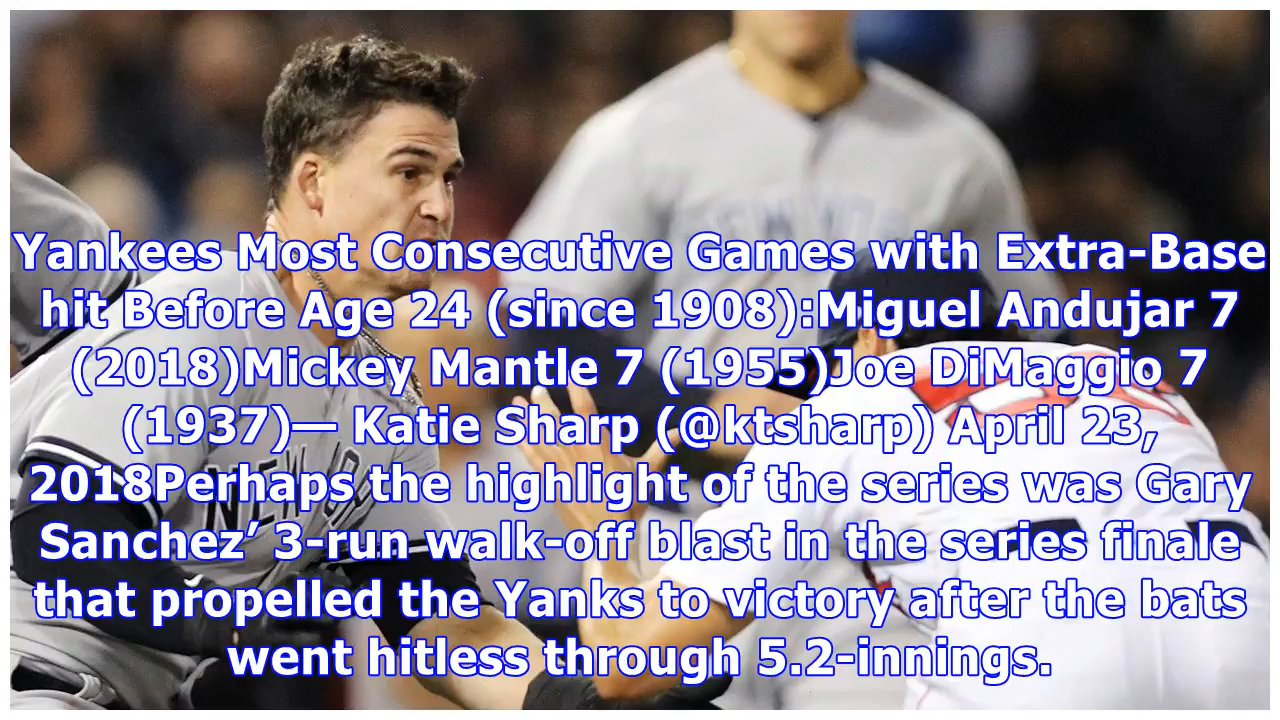 Yankees Most Consecutive Games with Extra-Base
hit Before Age 24 (since 1908):Miguel Andujar 7
(2018)Mickey Mantle 7 (1955)Joe DiMaggio 7
(1937)— Katie Sharp (@ktsharp) April 23,
2018Perhaps the highlight of the series was Gary
Sanchez’ 3-run walk-off blast in the series finale
that propelled the Yanks to victory after the bats
went hitless through 5.2-innings.
NEW YOR